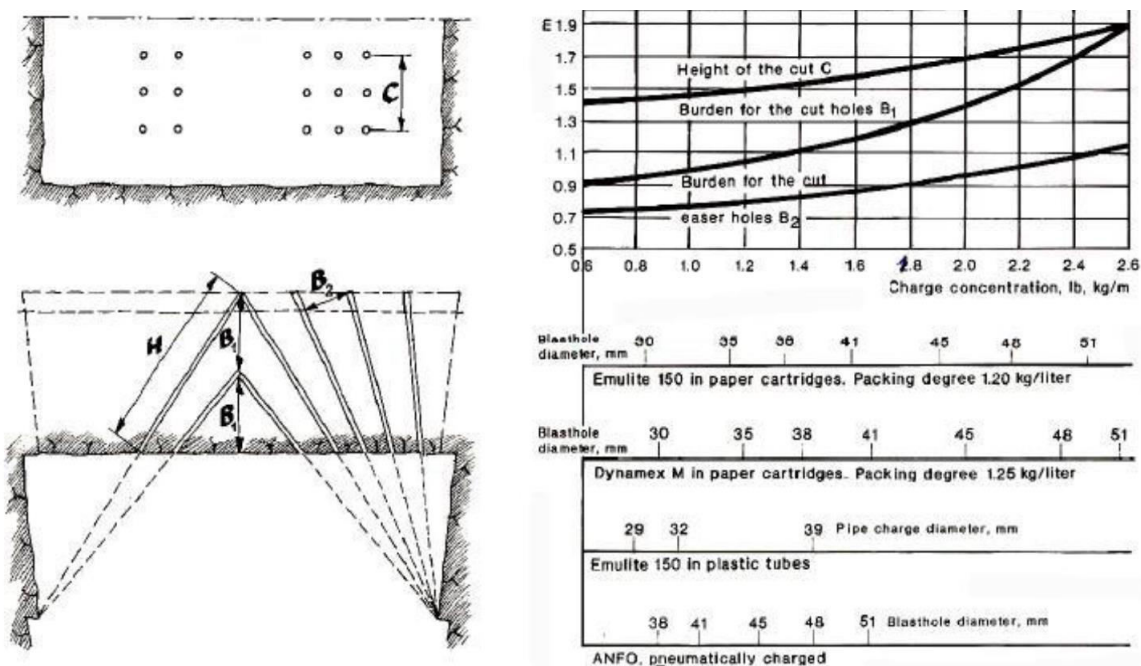 C
H
B1
B1
B2
E 1.9
1.7
1.5
1.3
1.1
0.9
0.7
0.5
Height of the cut C
Burden for the cut holes B1
Burden for the cut
easer holes B2
0.6 0.8 1.0 1.2 1.4 1.6 1.8 2.0 2.2 2.4 2.6
Charge concentration, lb, kg/m
Blasthole diameter, mm 30 35 38 41 45 48 51
Emulite 150 in paper cartridges. Packing degree 1.20 kg/liter
Blasthole diameter, mm 30 35 38 41 45 48 51
Dynamex M in paper cartridges. Packing degree 1.25 kg/liter
29 32 39 Pipe charge diameter, mm
Emulite 150 in plastic tubes
38 41 45 48 51 Blasthole diameter, mm
ANFO, pneumatically charged